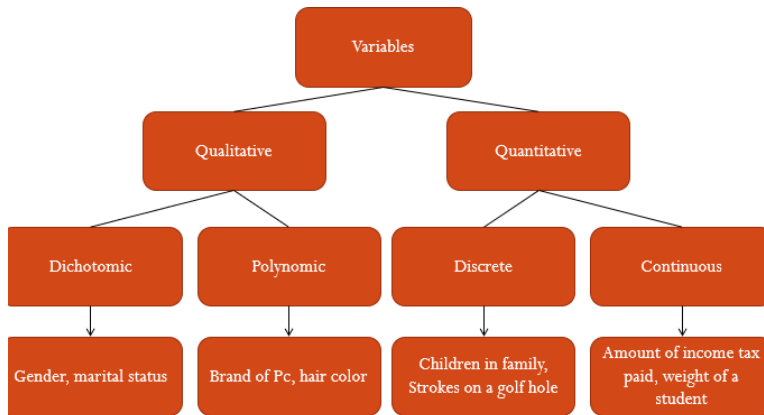 Variables
Qualitative
Quantitative
Dichotomic
Polynomic
Discrete
Continuous
Gender, marital status
Brand of Pc, hair color
Children in family,
Strokes on a golf hole
Amount of income tax
paid, weight of a
student